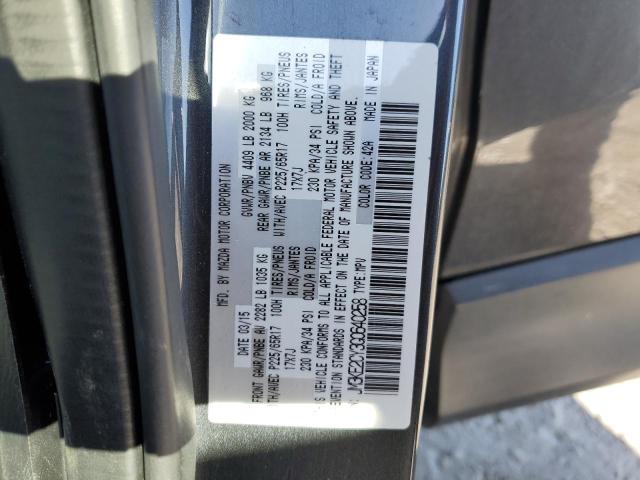 MFD. BY MAZDA MOTOR CORPORATION
DATE 03/15 GVWR/PNBV 4409 LB 2000 KG
FRONT GAWR/PNBE AV 2282 LB 1035 KG REAR GAWR/PNBE AR 2134 LB 968 KG
WITH/AVEC P225/65R17 100H TIRES/PNEUS WITH/AVEC P225/65R17 100H TIRES/PNEUS
17X7J RIMS/JANTES 17X7J RIMS/JANTES
230 KPA/34 PSI COLD/A FROID 230 KPA/34 PSI COLD/A FROID
VEHICLE CONFORMS TO ALL APPLICABLE FEDERAL MOTOR VEHICLE SAFETY AND THEFT
STANDARDS IN EFFECT ON THE DATE OF MANUFACTURE SHOWN ABOVE.
TYPE:MPV COLOR CODE:42A MADE IN JAPAN